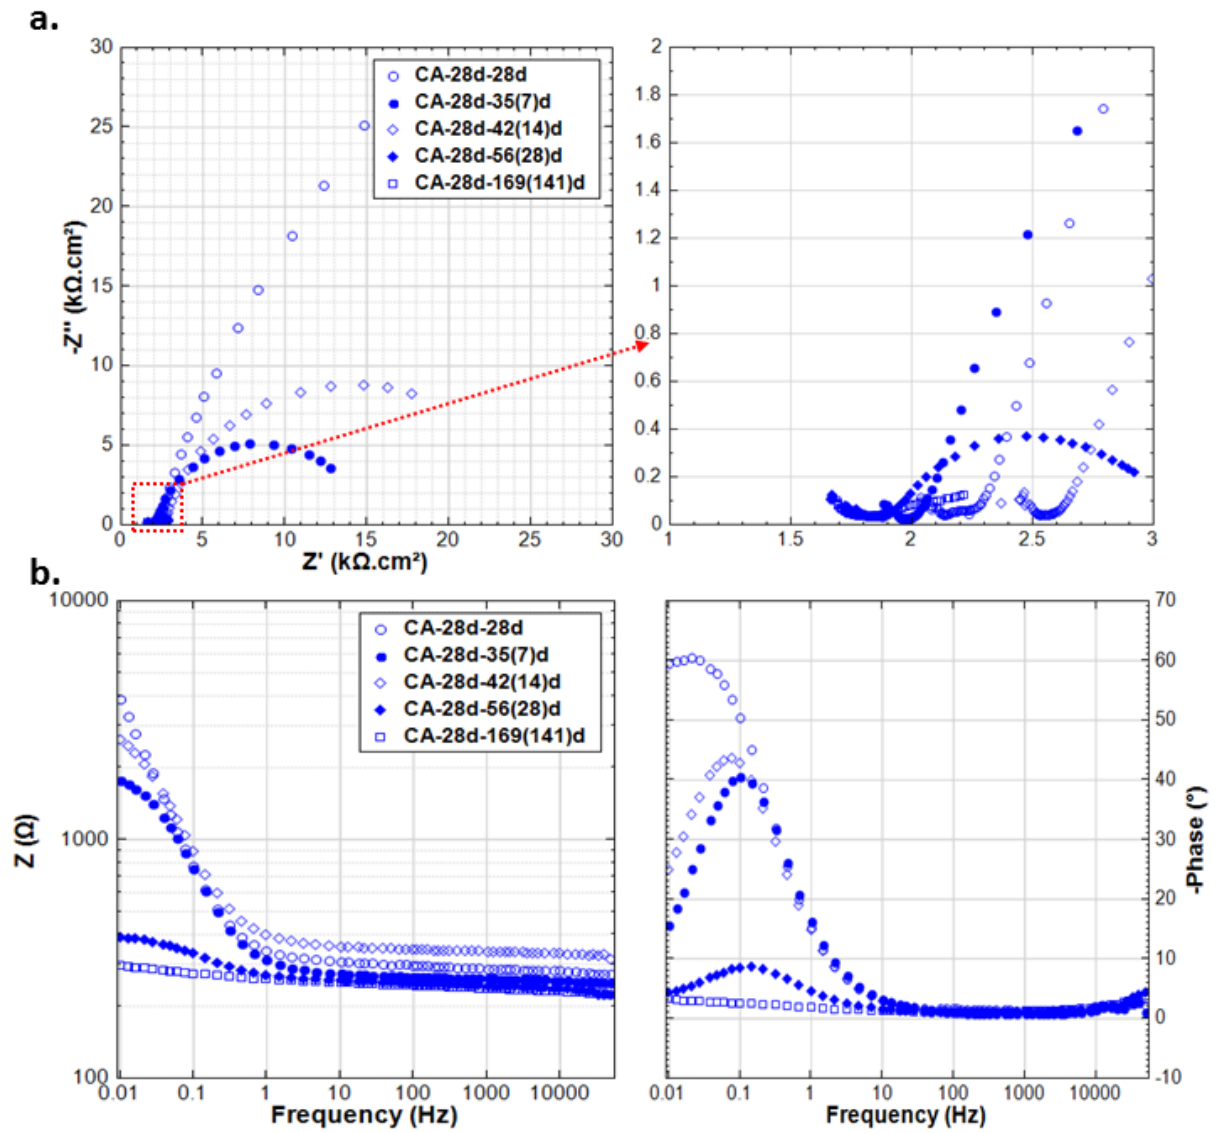 a.
30
25
20
15
10
5
0
-Z'' (kΩ.cm²)
CA-28d-28d
CA-28d-35(7)d
CA-28d-42(14)d
CA-28d-56(28)d
CA-28d-169(141)d
0 5 10 15 20 25 30
Z' (kΩ.cm²)
2
1.8
1.6
1.4
1.2
1
0.8
0.6
0.4
0.2
0
1 1.5 2 2.5 3
b.
10000
1000
100
Z (Ω)
CA-28d-28d
CA-28d-35(7)d
CA-28d-42(14)d
CA-28d-56(28)d
CA-28d-169(141)d
0.01 0.1 1 10 100 1000 10000
Frequency (Hz)
70
60
50
40
30
20
10
0
-10
-Phase (°)
0.01 0.1 1 10 100 1000 10000
Frequency (Hz)